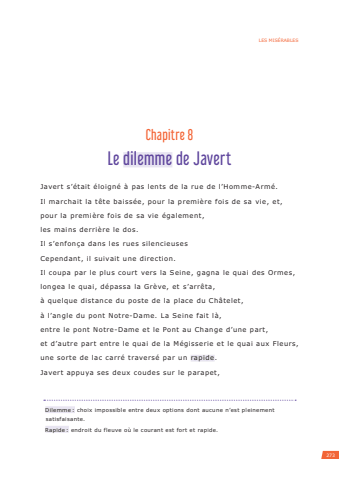 LES MISÉRABLES
Chapitre 8
Le dilemme de Javert
Javert s'était éloigné à pas lents de la rue de l'Homme-Armé.
Il marchait la tête baissée, pour la première fois de sa vie, et,
pour la première fois de sa vie également,
les mains derrière le dos.
Il s'enfonça dans les rues silencieuses
Cependant, il suivait une direction.
Il coupa par le plus court vers la Seine, gagna le quai des Ormes,
longea le quai, dépassa la Grève, et s'arrêta,
à quelque distance du poste de la place du Châtelet,
à l'angle du pont Notre-Dame. La Seine fait là,
entre le pont Notre-Dame et le Pont au Change d'une part,
et d'autre part entre le quai de la Mégisserie et le quai aux Fleurs,
une sorte de lac carré traversé par un rapide.
Javert appuya ses deux coudes sur le parapet,
Dilemme : choix impossible entre deux options dont aucune n'est pleinement
satisfaisante.
Rapide : endroit du fleuve où le courant est fort et rapide.
271